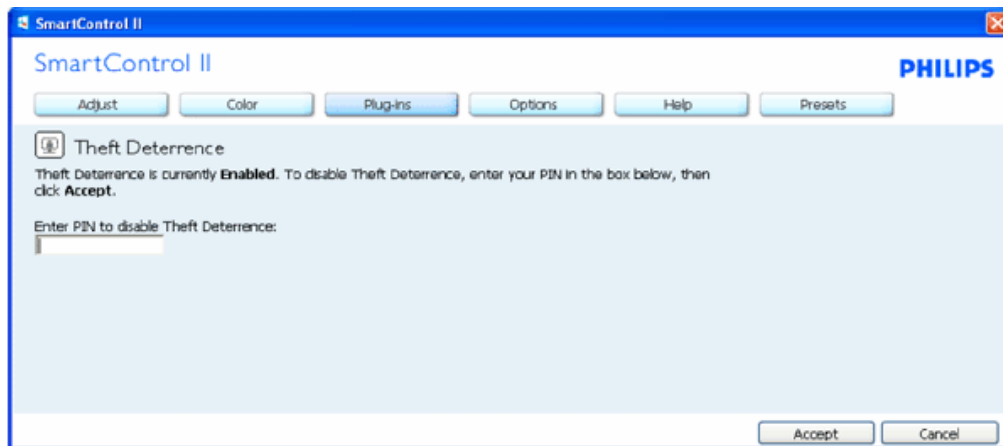 SmartControl II
SmartControl II
PHILIPS
Adjust Color Plug-ins Options Help Presets
Theft Deterrence
Theft Deterrence is currently Enabled. To disable Theft Deterrence, enter your PIN in the box below, then
click Accept.
Enter PIN to disable Theft Deterrence:
Accept Cancel